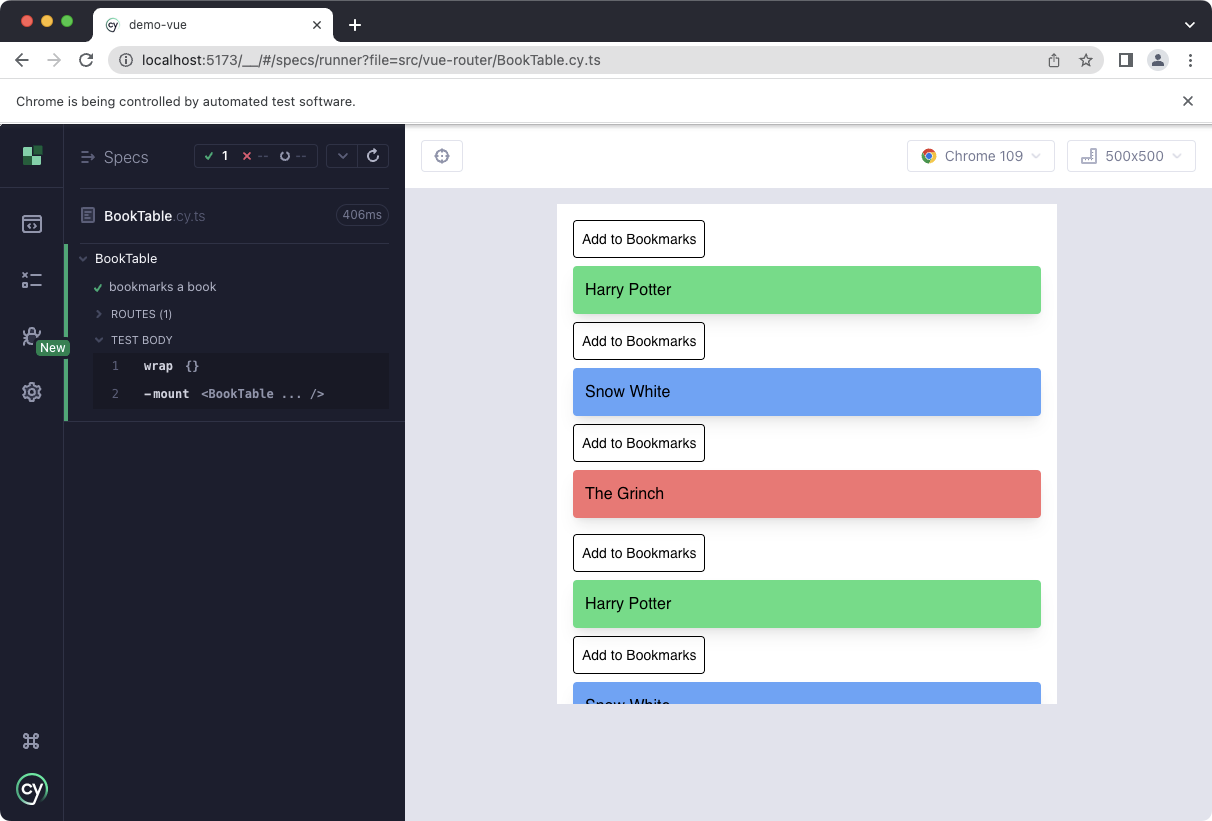 demo-vue
localhost:5173/__/#/specs/runner?file=src/vue-router/BookTable.cy.ts
Chrome is being controlled by automated test software.
Specs
1 -- --
Chrome 109
500x500
BookTable.cy.ts
406ms
BookTable
bookmarks a book
ROUTES (1)
TEST BODY
1 wrap {}
2 -mount <BookTable ... />
New
cy
Add to Bookmarks
Harry Potter
Add to Bookmarks
Snow White
Add to Bookmarks
The Grinch
Add to Bookmarks
Harry Potter
Add to Bookmarks
Snow White